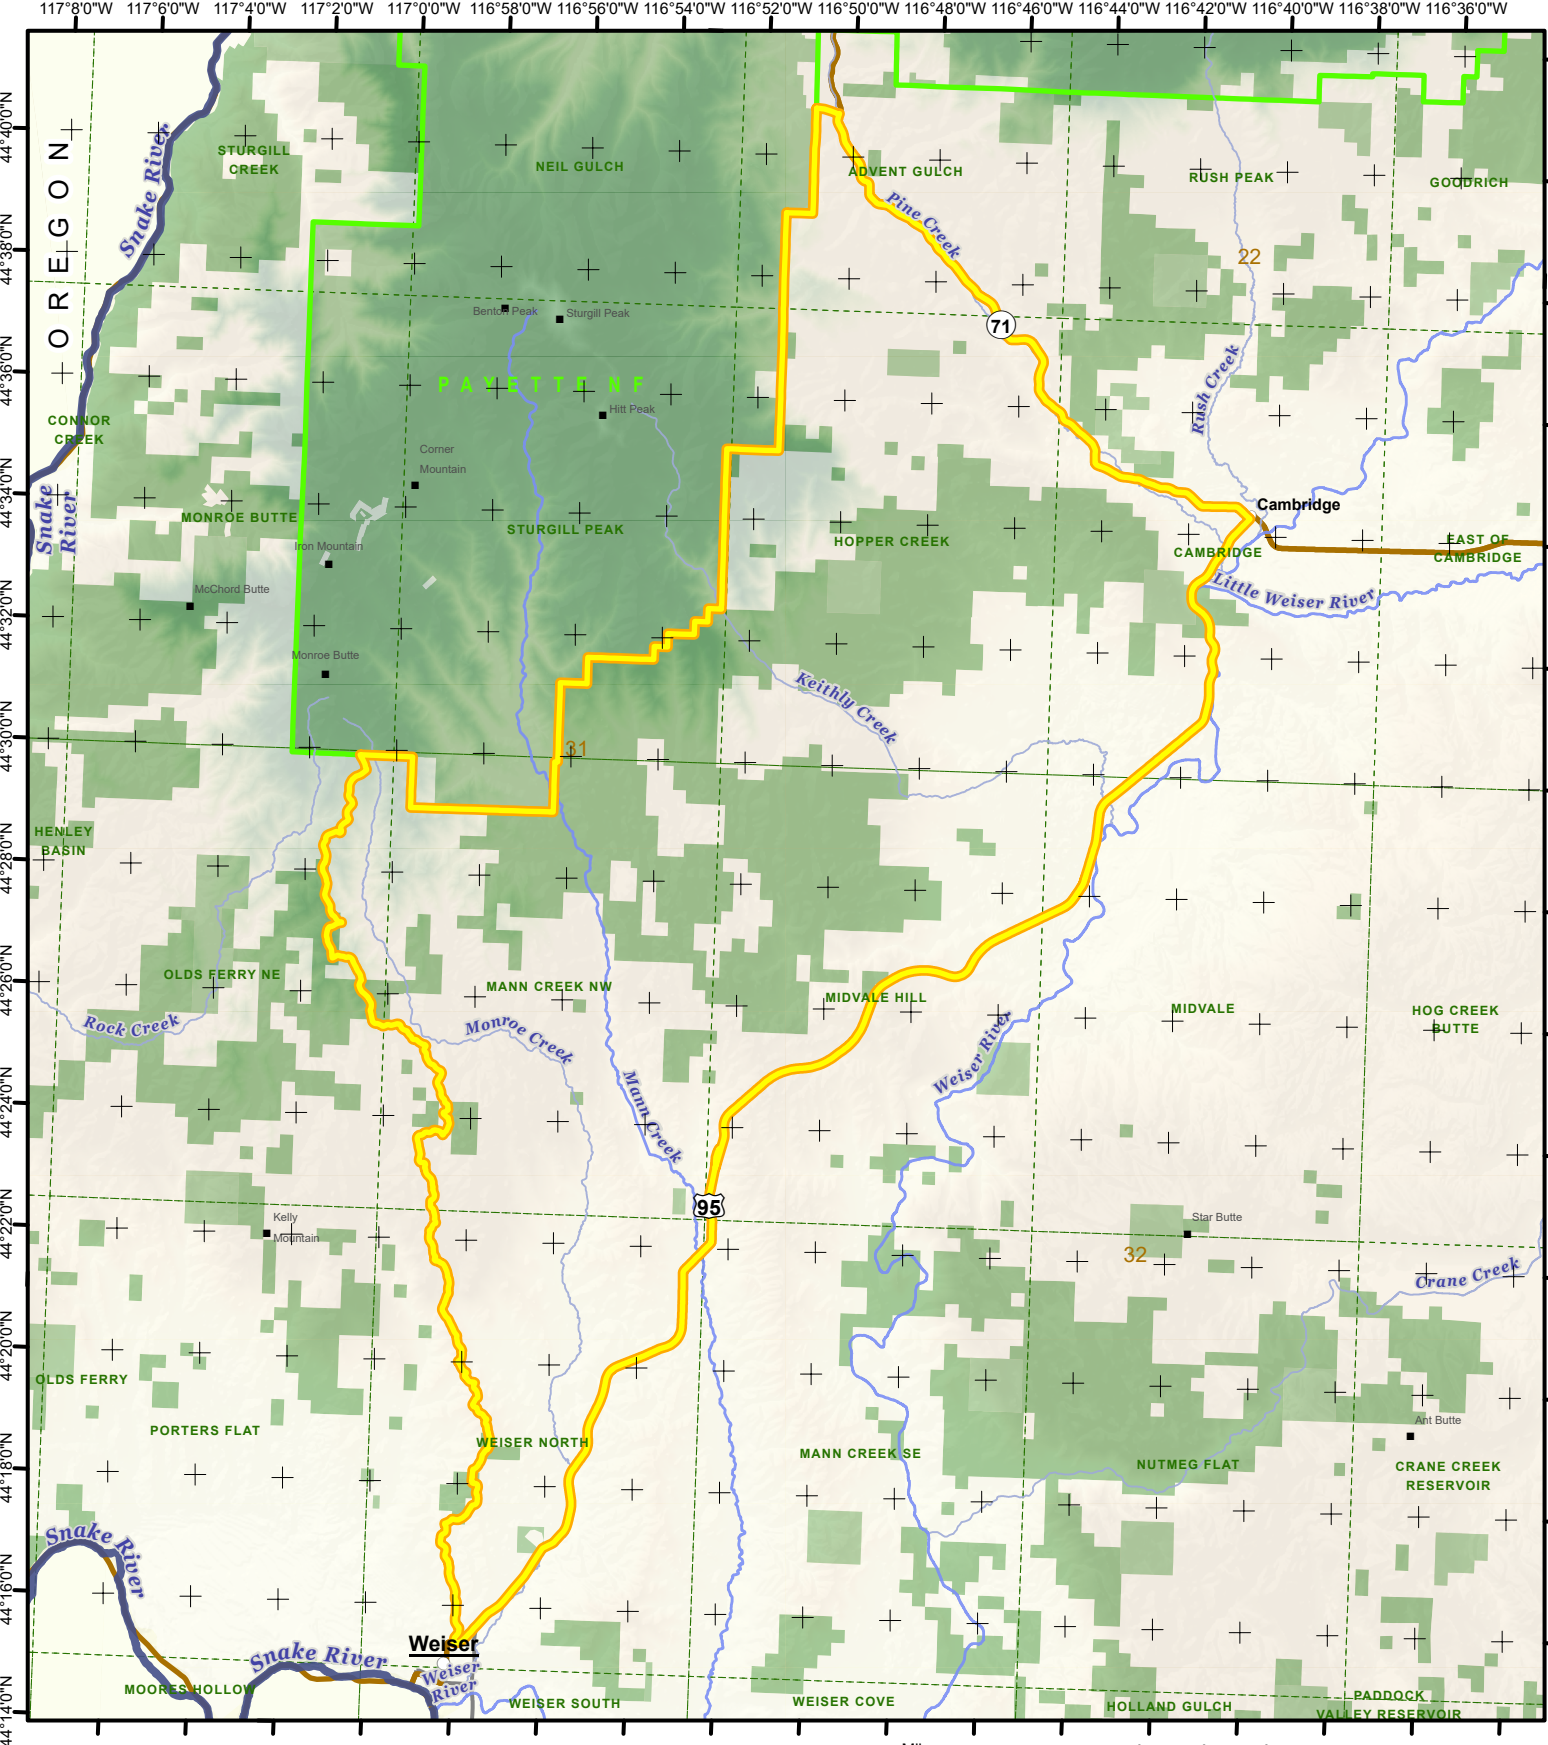 117°8'0"W 117°6'0"W 117°4'0"W 117°2'0"W 117°0'0"W 116°58'0"W 116°56'0"W 116°54'0"W 116°52'0"W 116°50'0"W 116°48'0"W 116°46'0"W 116°44'0"W 116°42'0"W 116°40'0"W 116°38'0"W 116°36'0"W
44°40'0"N
44°38'0"N
44°36'0"N
44°34'0"N
44°32'0"N
44°30'0"N
44°28'0"N
44°26'0"N
44°24'0"N
44°22'0"N
44°20'0"N
44°18'0"N
44°16'0"N
44°14'0"N
OREGON
Snake River
STURGILL
CREEK
NEIL GULCH
ADVENT GULCH
RUSH PEAK
GOODRICH
Pine Creek
22
Benton Peak
Sturgill Peak
71
Rush Creek
PAYETTE NF
Hitt Peak
CONNOR
CREEK
Corner
Mountain
Snake
River
MONROE BUTTE
STURGILL PEAK
HOPPER CREEK
Cambridge
CAMBRIDGE
EAST OF
CAMBRIDGE
Iron Mountain
McChord Butte
Little Weiser River
Monroe Butte
Keithly Creek
31
HENLEY
BASIN
OLDS FERRY NE
MANN CREEK NW
MIDVALE HILL
MIDVALE
HOG CREEK
BUTTE
Rock Creek
Monroe Creek
Weiser River
Mann Creek
95
Kelly
Mountain
Star Butte
32
Crane Creek
OLDS FERRY
PORTERS FLAT
WEISER NORTH
MANN CREEK SE
NUTMEG FLAT
Ant Butte
CRANE CREEK
RESERVOIR
Snake River
Weiser
Snake River
Weiser
River
MOORES HOLLOW
WEISER SOUTH
WEISER COVE
HOLLAND GULCH
PADDOCK
VALLEY RESERVOIR